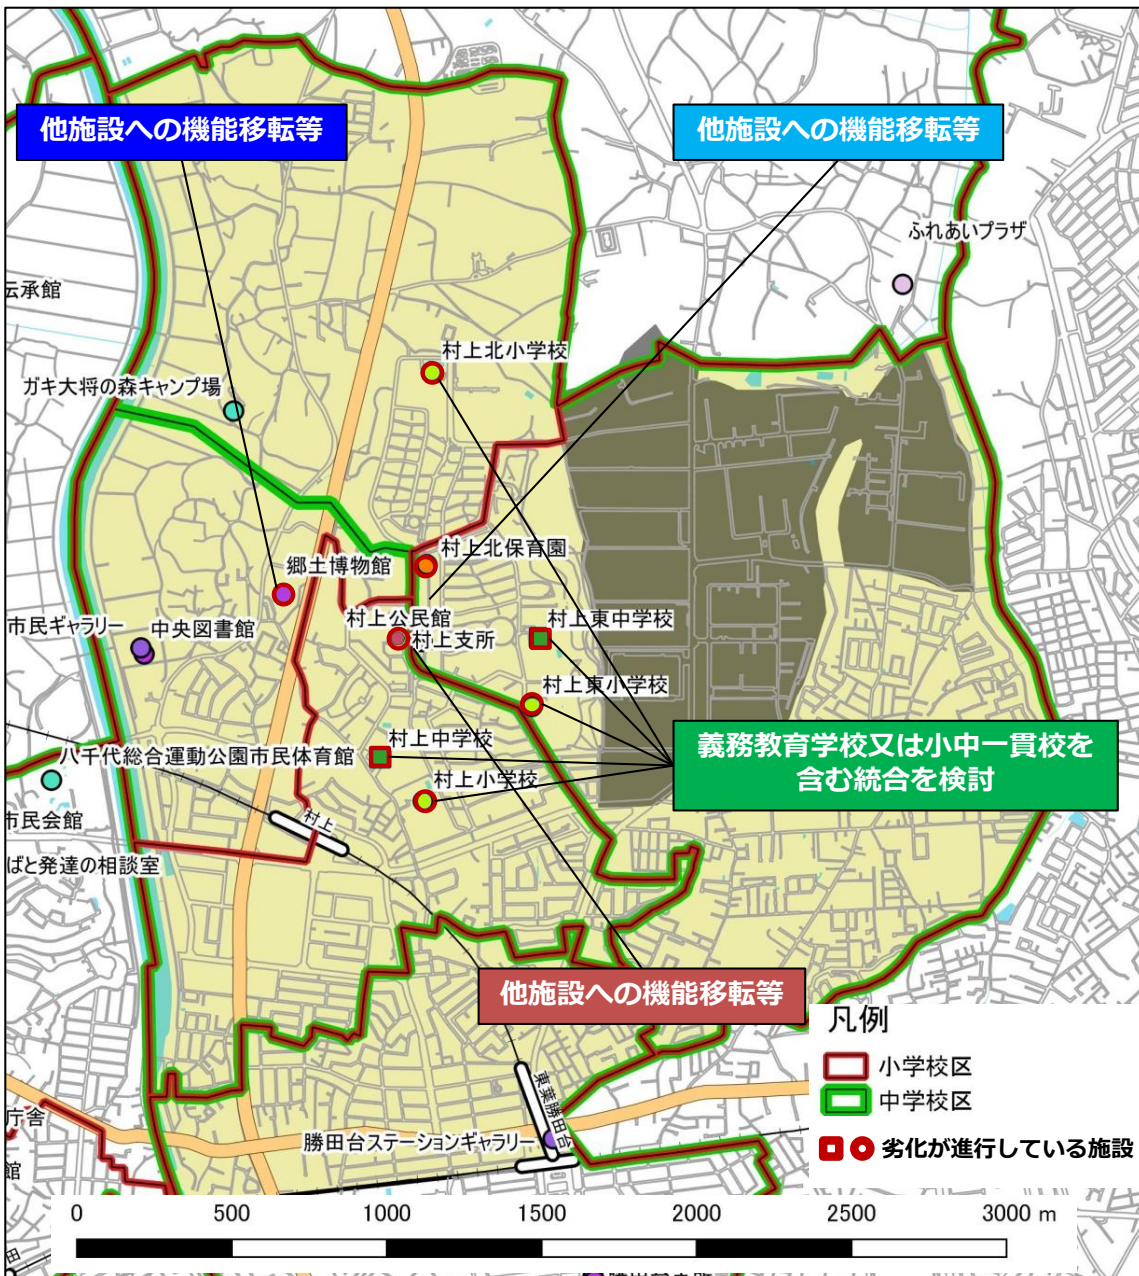 他施設への機能移転等
他施設への機能移転等
ふれあいプラザ
伝承館
村上北小学校
ガキ大将の森キャンプ場
村上北保育園
郷土博物館
村上公民館
村上支所
村上東中学校
市民ギャラリー
中央図書館
村上東小学校
村上中学校
義務教育学校又は小中一貫校を
含む統合を検討
八千代総合運動公園市民体育館
村上小学校
市民会館
村上
ばと発達の相談室
他施設への機能移転等
凡例
小学校区
中学校区
劣化が進行している施設
東葉勝田台
庁舎
勝田台ステーションギャラリー
館
0 500 1000 1500 2000 2500 3000 m